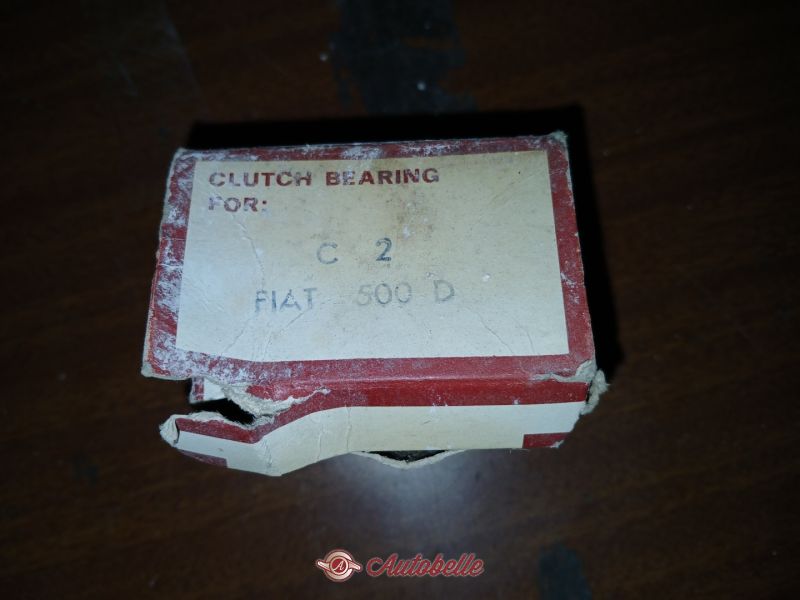 CLUTCH BEARING
FOR:
C 2
FIAT 500 D
A Autobelle